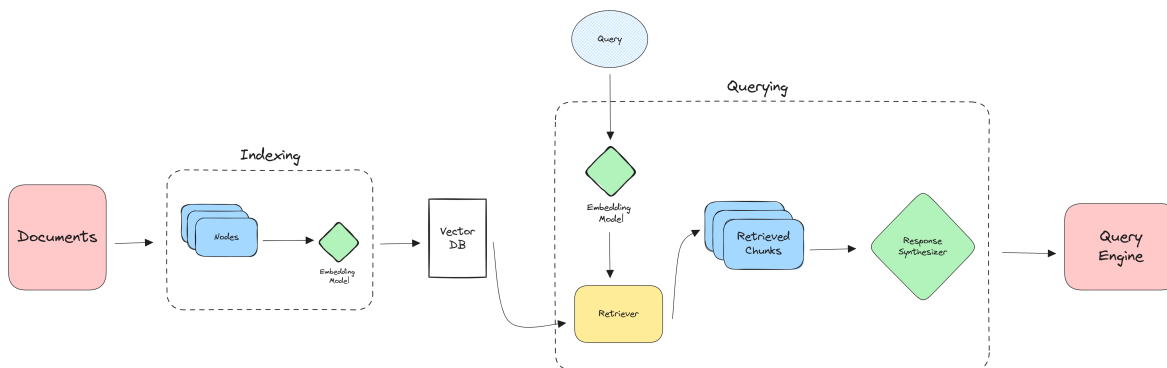 Query
Querying
Indexing
Documents
Nodes
Embedding
Model
Vector
DB
Embedding
Model
Retriever
Retrieved
Chunks
Response
Synthesizer
Query
Engine